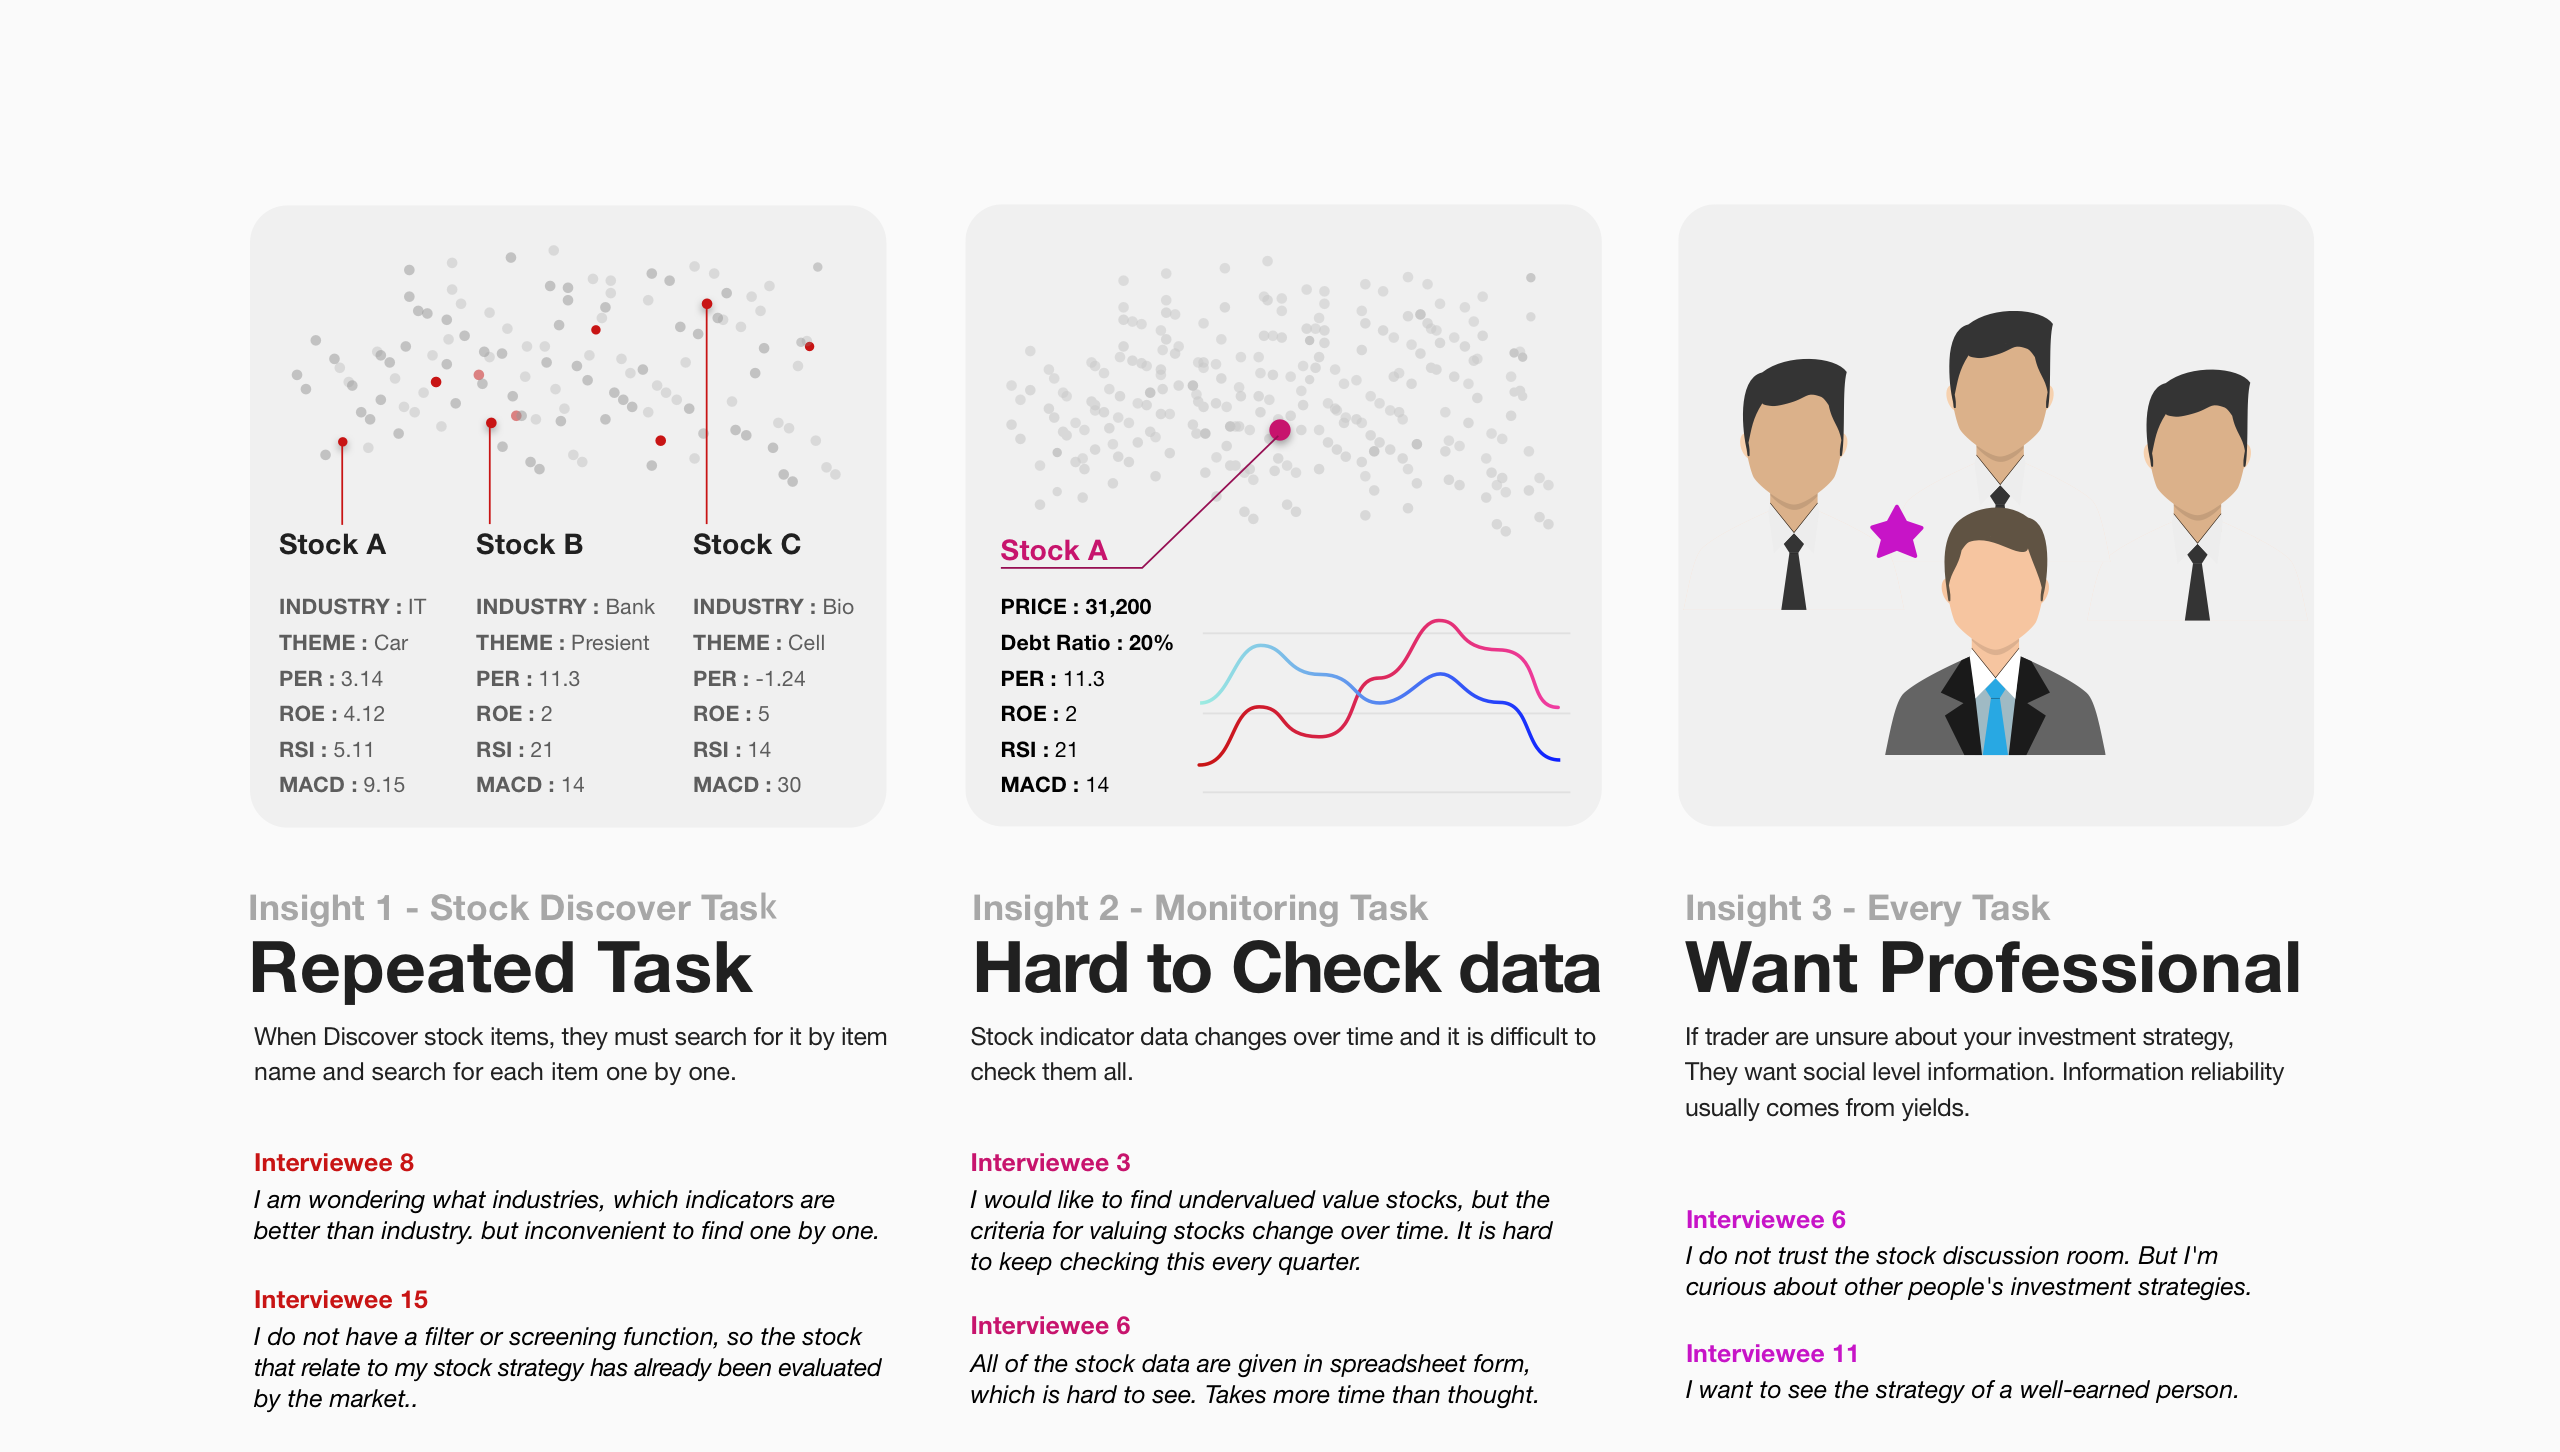 Stock A
INDUSTRY : IT
THEME : Car
PER : 3.14
ROE : 4.12
RSI : 5.11
MACD : 9.15
Stock B
INDUSTRY : Bank
THEME : Presient
PER : 11.3
ROE : 2
RSI : 21
MACD : 14
Stock C
INDUSTRY : Bio
THEME : Cell
PER : -1.24
ROE : 5
RSI : 14
MACD : 30
Insight 1 - Stock Discover Task
Repeated Task
When Discover stock items, they must search for it by item
name and search for each item one by one.
Interviewee 8
I am wondering what industries, which indicators are
better than industry. but inconvenient to find one by one.
Interviewee 15
I do not have a filter or screening function, so the stock
that relate to my stock strategy has already been evaluated
by the market..
Stock A
PRICE : 31,200
Debt Ratio : 20%
PER : 11.3
ROE : 2
RSI : 21
MACD : 14
Insight 2 - Monitoring Task
Hard to Check data
Stock indicator data changes over time and it is difficult to
check them all.
Interviewee 3
I would like to find undervalued value stocks, but the
criteria for valuing stocks change over time. It is hard
to keep checking this every quarter.
Interviewee 6
All of the stock data are given in spreadsheet form,
which is hard to see. Takes more time than thought.
Insight 3 - Every Task
Want Professional
If trader are unsure about your investment strategy,
They want social level information. Information reliability
usually comes from yields.
Interviewee 6
I do not trust the stock discussion room. But I'm
curious about other people's investment strategies.
Interviewee 11
I want to see the strategy of a well-earned person.